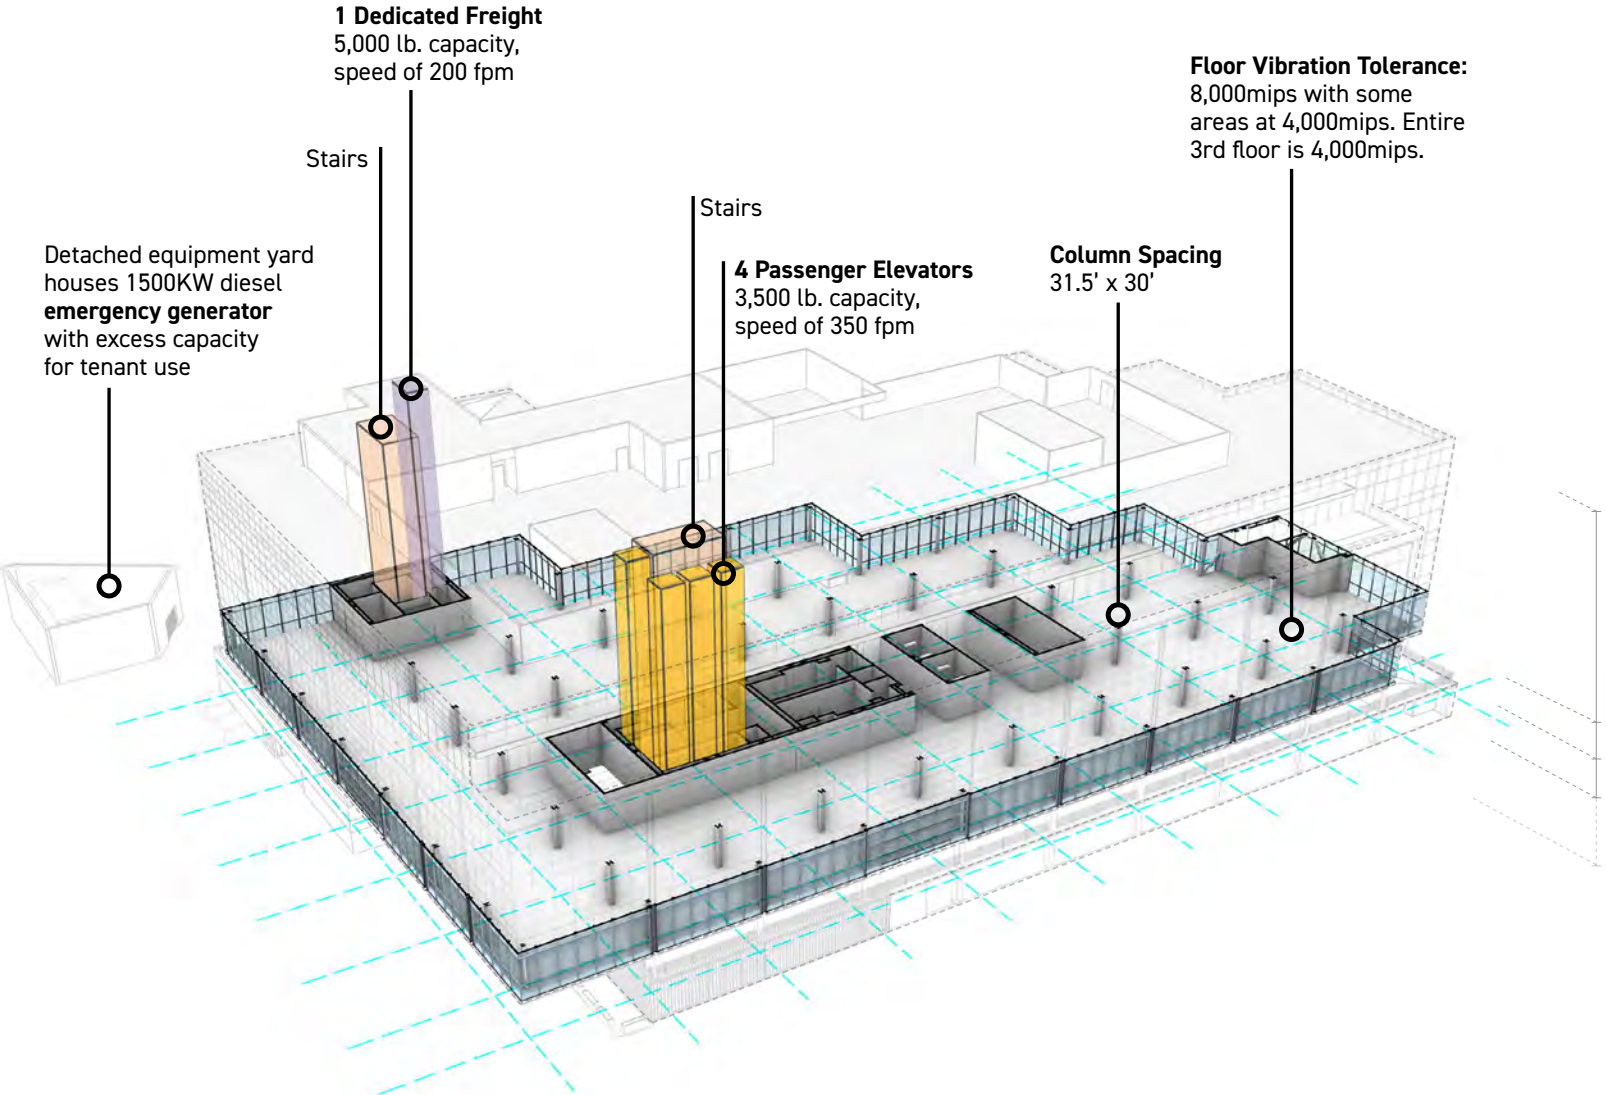 1 Dedicated Freight
5,000 lb. capacity,
speed of 200 fpm
Stairs
Detached equipment yard
houses 1500KW diesel
emergency generator
with excess capacity
for tenant use
Stairs
4 Passenger Elevators
3,500 lb. capacity,
speed of 350 fpm
Column Spacing
31.5’ x 30’
Floor Vibration Tolerance:
8,000mips with some
areas at 4,000mips. Entire
3rd floor is 4,000mips.